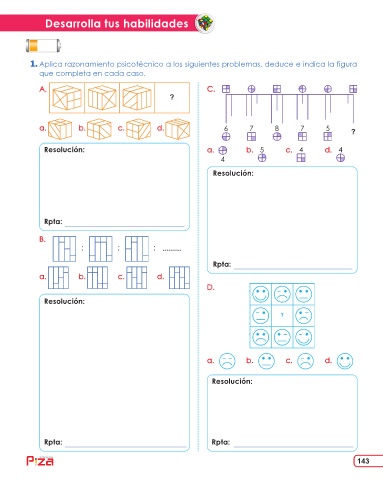 Desarrolla tus habilidades
1. Aplica razonamiento psicotécnico a los siguientes problemas, deduce e indica la figura
que completa en cada caso.
A.
?
a. b. c. d.
Resolución:
Rpta:
B.
; ; ; ..........
a. b. c. d.
Resolución:
Rpta:
C.
6 7 8 7 5 ?
a. b. 5 c. 4 d. 4
4
Resolución:
Rpta:
D.
?
a. b. c. d.
Resolución:
Rpta:
Piza
143